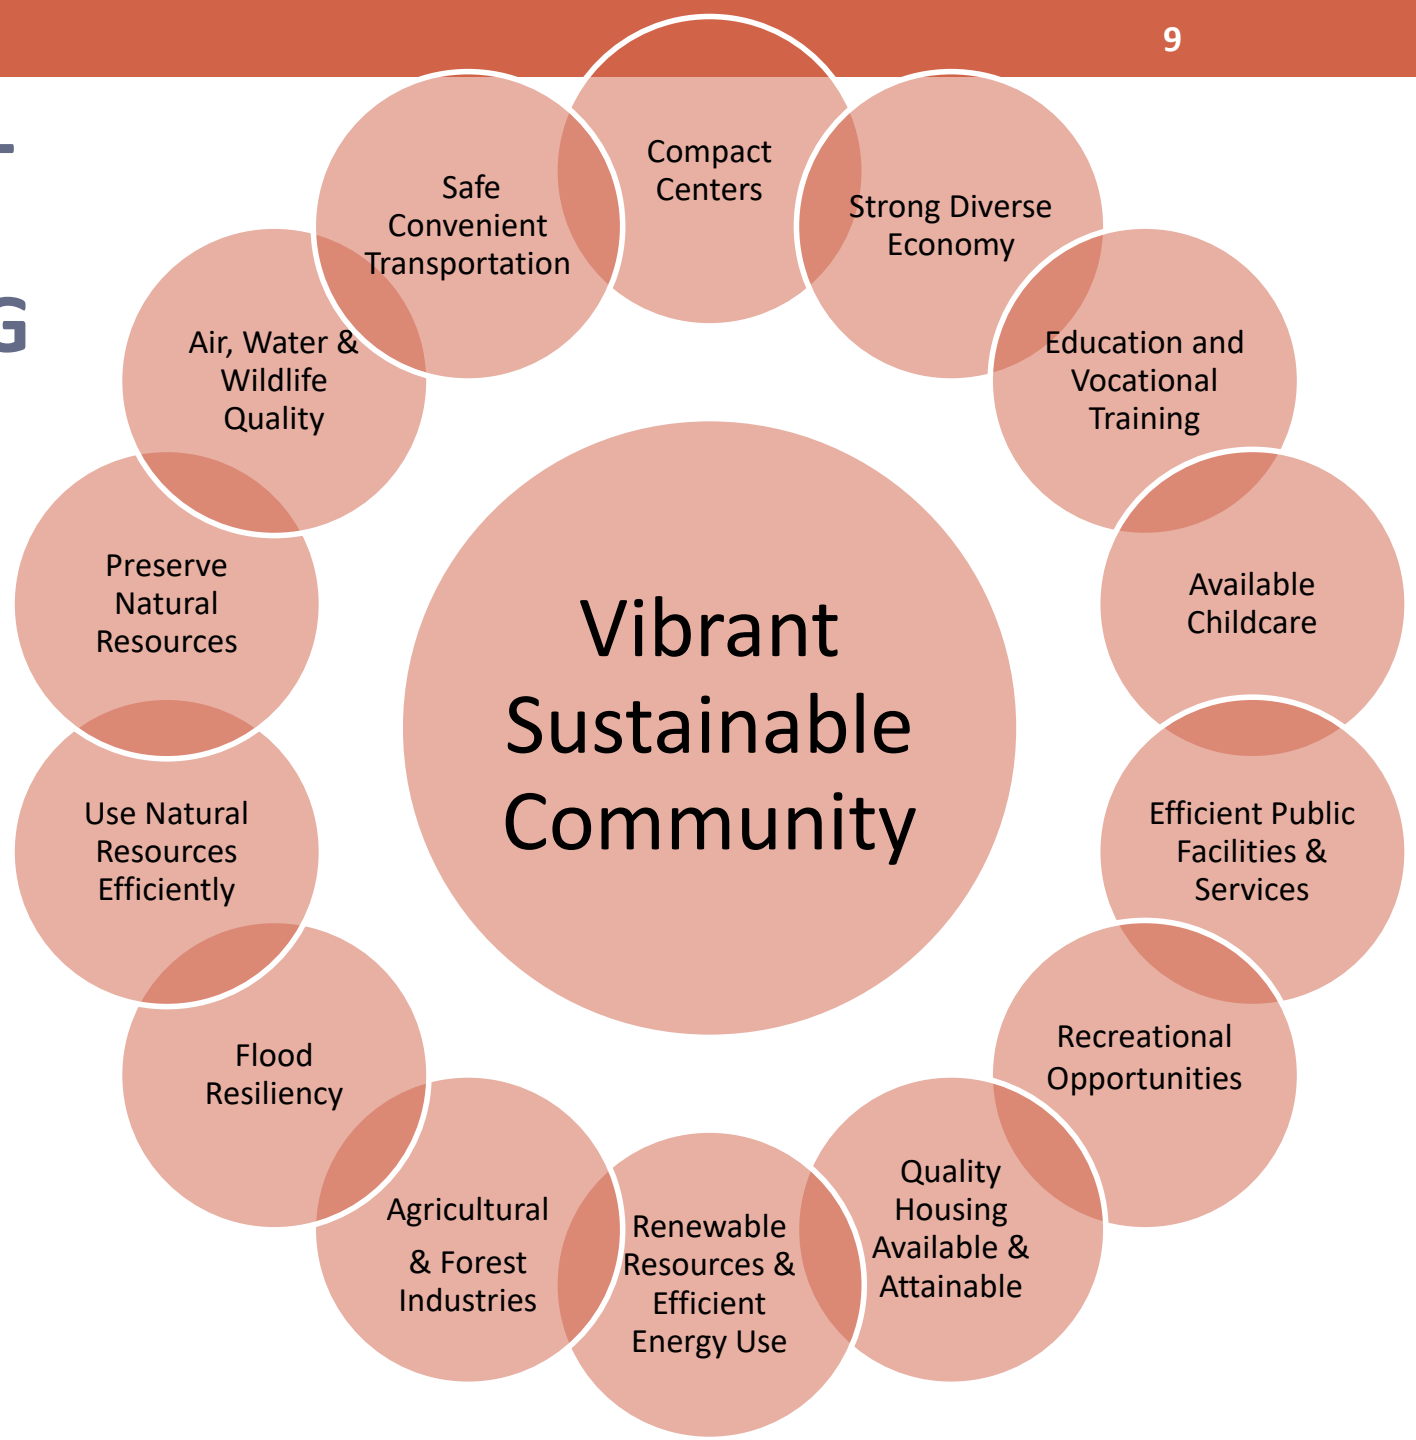 9
G
Compact
Centers
Strong Diverse
Economy
Education and
Vocational
Training
Available
Childcare
Efficient Public
Facilities &
Services
Recreational
Opportunities
Quality
Housing
Available &
Attainable
Renewable
Resources &
Efficient
Energy Use
Agricultural
& Forest
Industries
Flood
Resiliency
Use Natural
Resources
Efficiently
Preserve
Natural
Resources
Air, Water &
Wildlife
Quality
Safe
Convenient
Transportation
Vibrant
Sustainable
Community